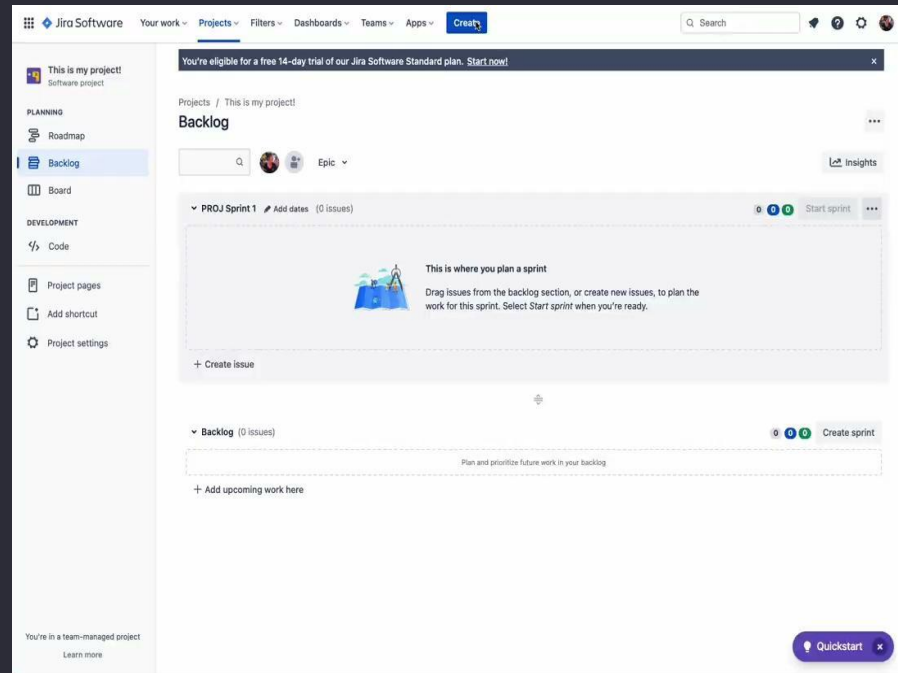 Jira Software
Your work
Projects
Filters
Dashboards
Teams
Apps
Create
Search
You're eligible for a free 14-day trial of our Jira Software Standard plan. Start now!
This is my project!
Software project
PLANNING
Roadmap
Backlog
Board
DEVELOPMENT
Code
Project pages
Add shortcut
Project settings
You're in a team-managed project
Learn more
Projects / This is my project!
Backlog
Epic
Insights
PROJ Sprint 1 Add dates (0 issues)
0 0 0 Start sprint
This is where you plan a sprint
Drag issues from the backlog section, or create new issues, to plan the
work for this sprint. Select Start sprint when you're ready.
+ Create issue
Backlog (0 issues)
0 0 0 Create sprint
Plan and prioritize future work in your backlog
+ Add upcoming work here
Quickstart x